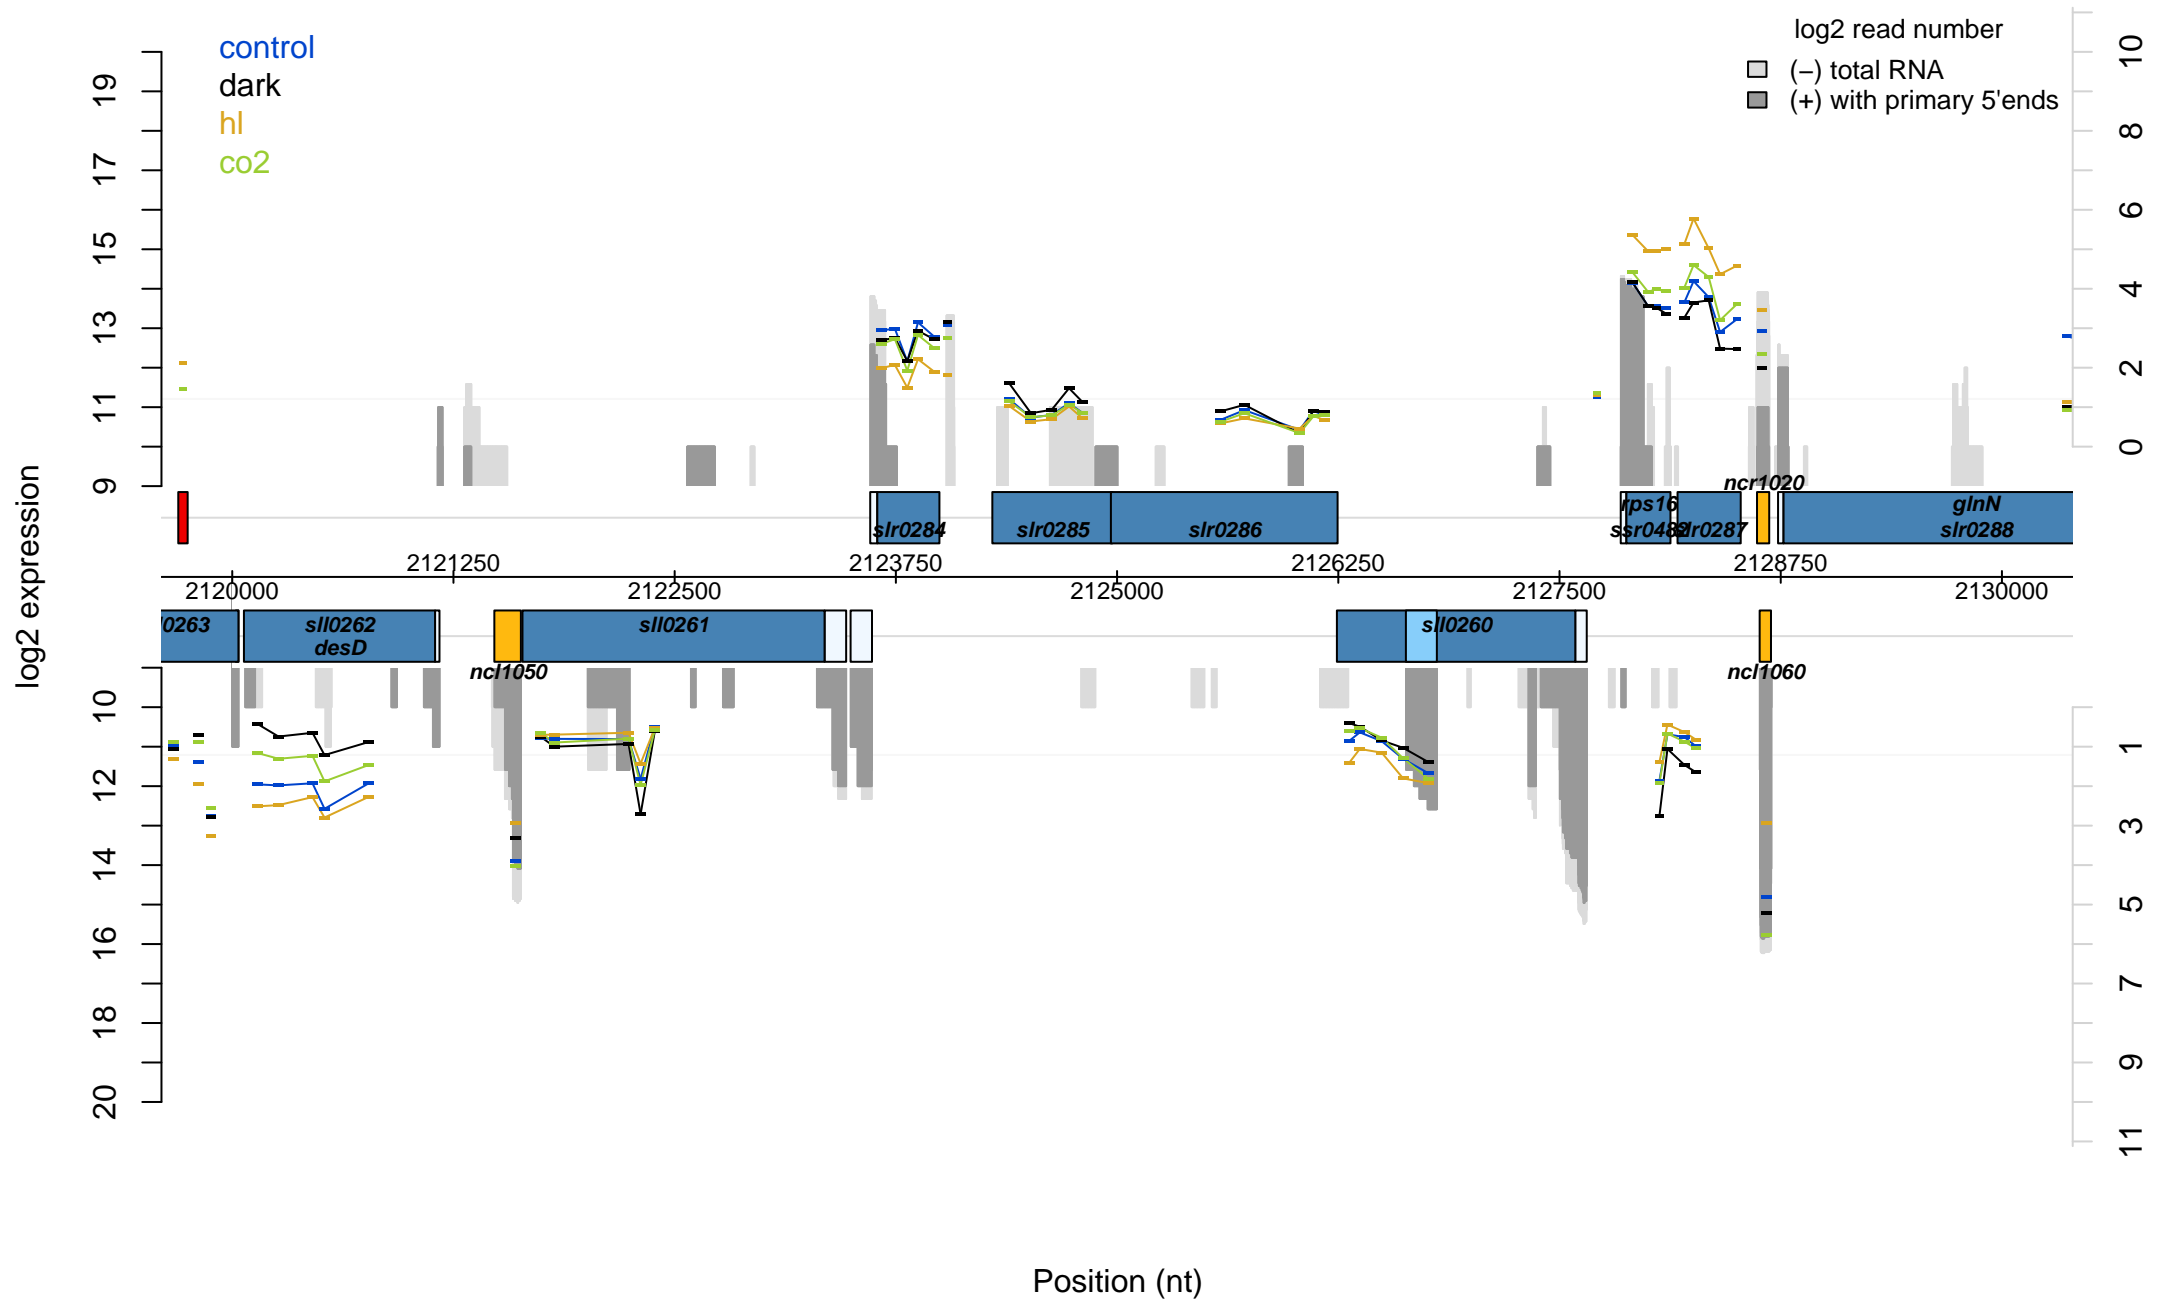 control
dark
hl
co2
log2 read number
(−) total RNA
(+) with primary 5'ends
19
17
15
13
11
9
10
8
6
4
2
0
log2 expression
ncr1020
rps16
glnN
slr0284
slr0285
slr0286
ssr0482
slr0287
slr0288
2121250
2123750
2126250
2128750
2120000
2122500
2125000
2127500
2130000
0263
sll0262
sll0261
sll0260
desD
ncl1050
ncl1060
10
12
14
16
18
20
1
3
5
7
9
11
Position (nt)